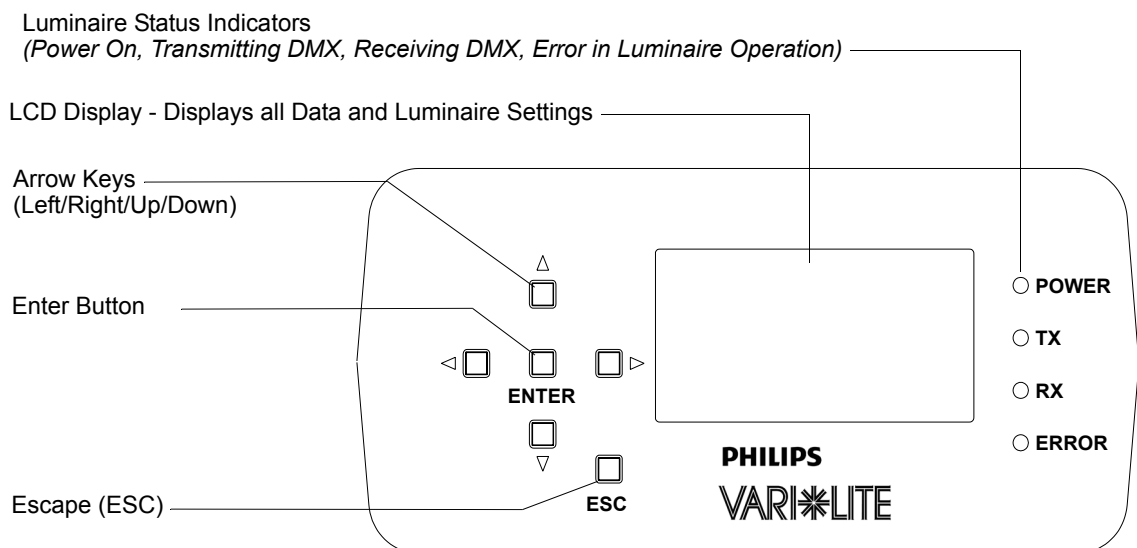 Luminaire Status Indicators
(Power On, Transmitting DMX, Receiving DMX, Error in Luminaire Operation)
LCD Display - Displays all Data and Luminaire Settings
Arrow Keys
(Left/Right/Up/Down)
Enter Button
POWER
TX
ENTER
RX
ERROR
PHILIPS
Escape (ESC)
ESC
VARI*LITE